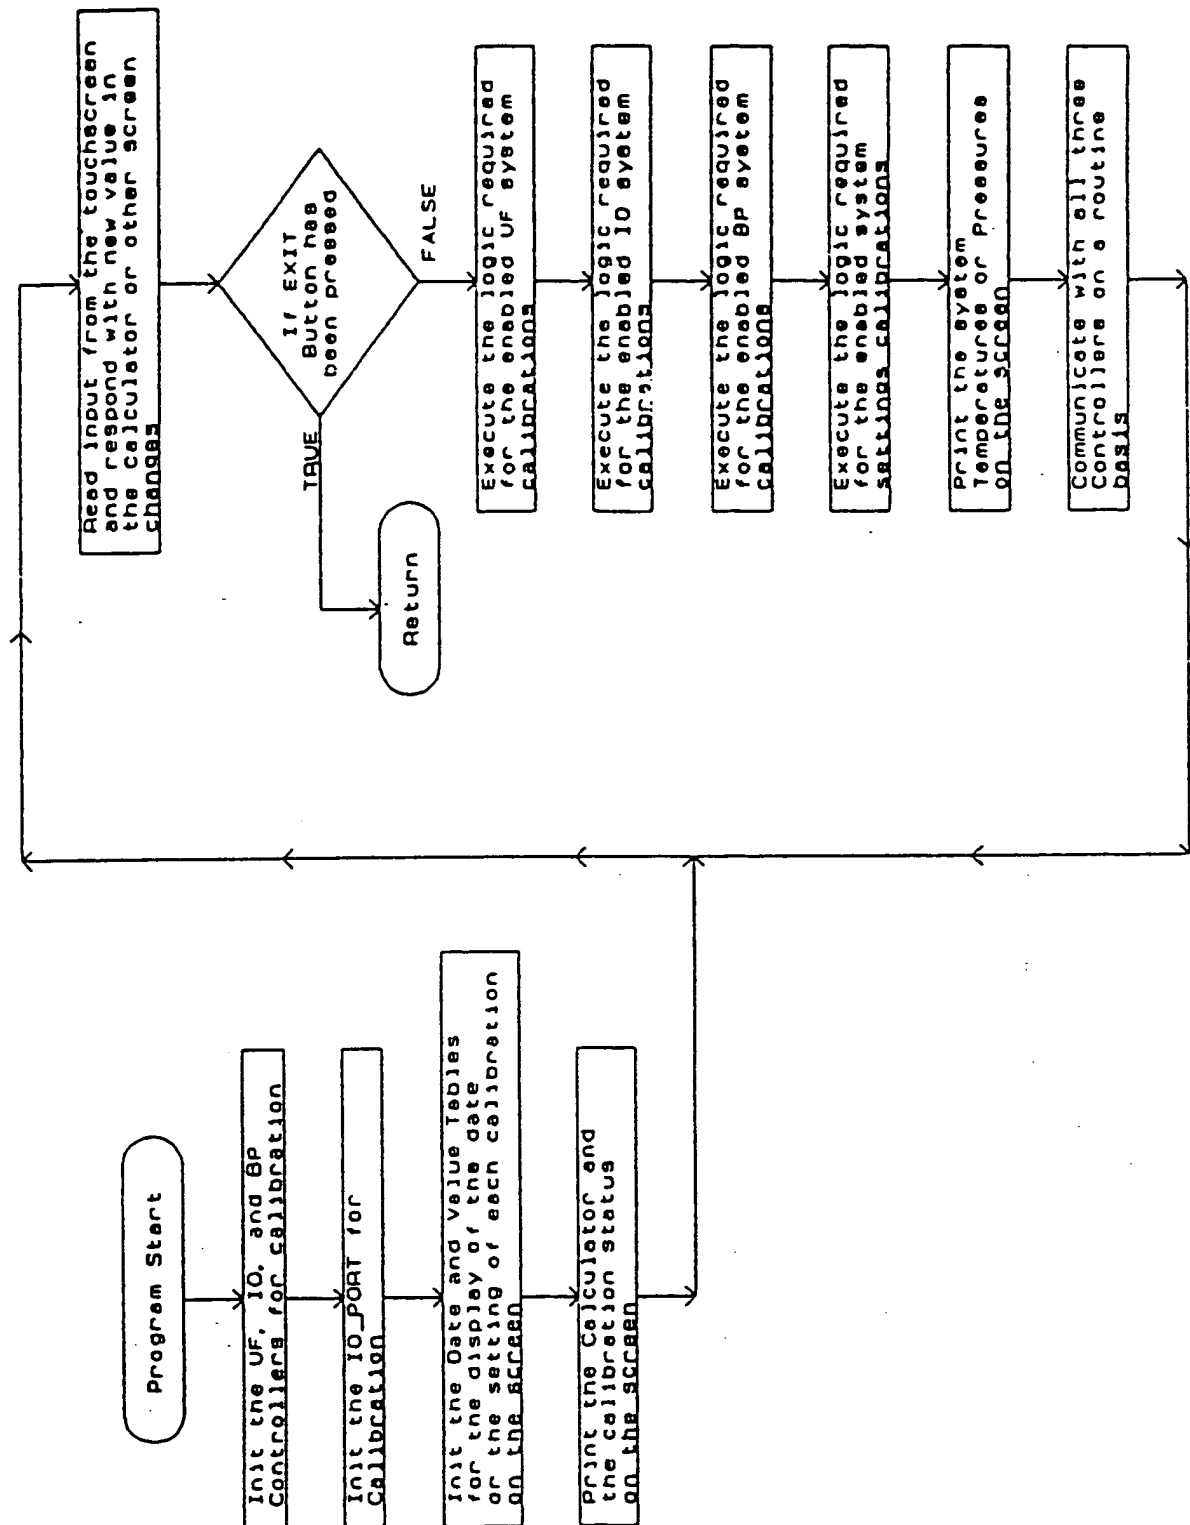 Program Start
Init the UF, IO, and BP
Controllers for calibration
Init the IO_PORT for
Calibration
Init the Date and Value Tables
for the display of the date
or the setting of each calibration
on the screen
Print the Calculator and
the calibration status
on the screen
Read input from the touchscreen
and respond with new value in
the calculator or other screen
changes
If EXIT
Button has
been pressed
TRUE
FALSE
Return
Execute the logic required
for the enabled UF system
calibrations
Execute the logic required
for the enabled IO system
calibrations
Execute the logic required
for the enabled BP system
calibrations
Execute the logic required
for the enabled system
settings calibrations
Print the system
Temperatures or Pressures
on the screen
Communicate with all three
Controllers on a routine
basis